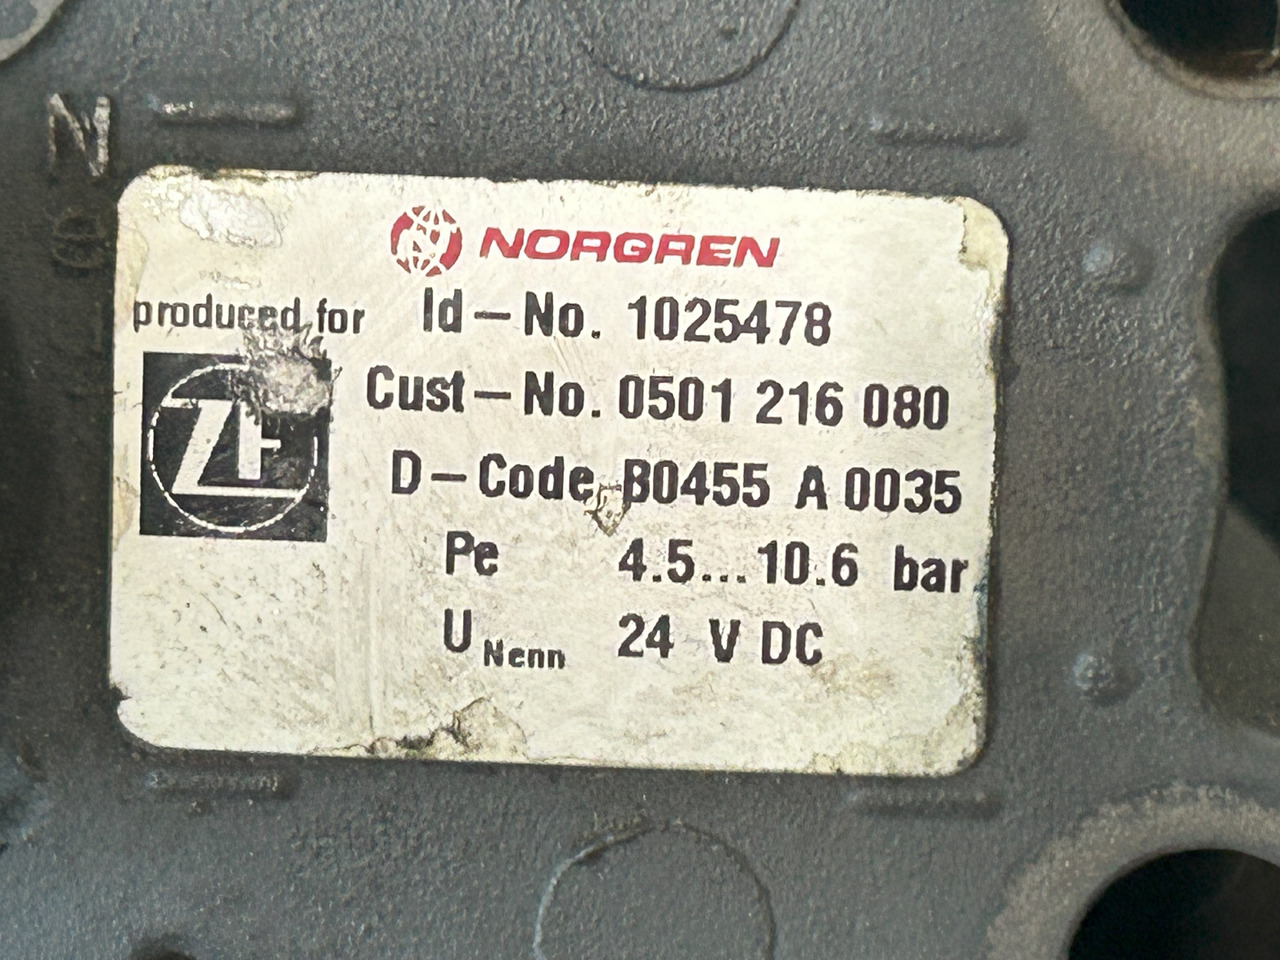 N
NORGREN
produced for
Id-No. 1025478
ZF
Cust-No. 0501 216 080
D-Code B0455 A 0035
Pe 4.5...10.6 bar
U Nenn 24 V DC